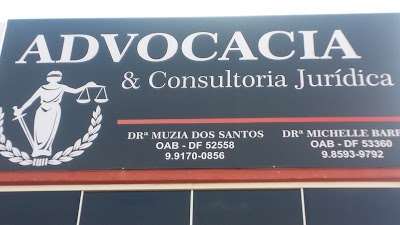 ADVOCACIA
& Consultoria Jurídica
DRª MUZIA DOS SANTOS
OAB - DF 52558
9.9170-0856
DRª MICHELLE
OAB - DF 53360
9.8593-9792